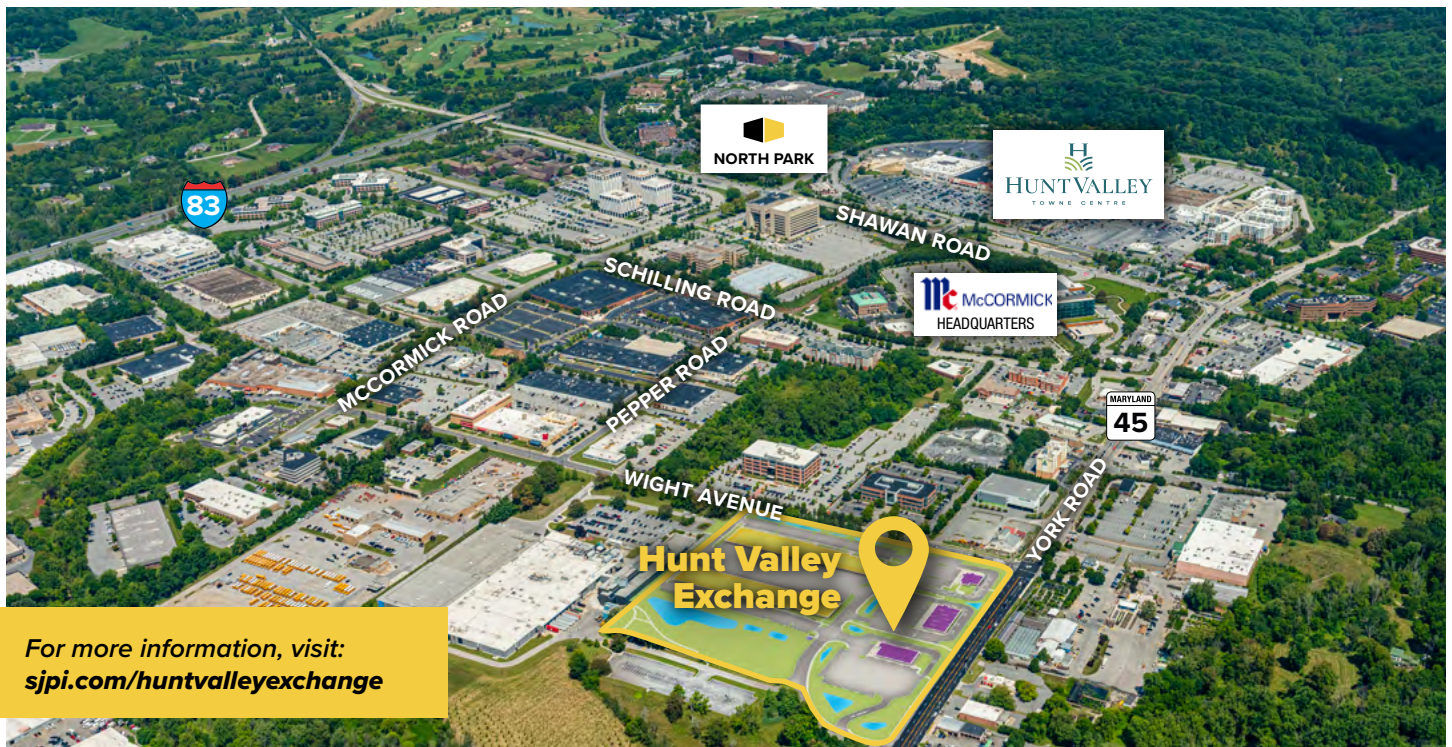 NORTH PARK
H
HUNT VALLEY
TOWNE CENTRE
83
SHAWAN ROAD
SCHILLING ROAD
Mc McCORMICK
HEADQUARTERS
MCCORMICK ROAD
PEPPER ROAD
MARYLAND
45
WIGHT AVENUE
YORK ROAD
Hunt Valley
Exchange
For more information, visit:
sjpi.com/huntvalleyexchange